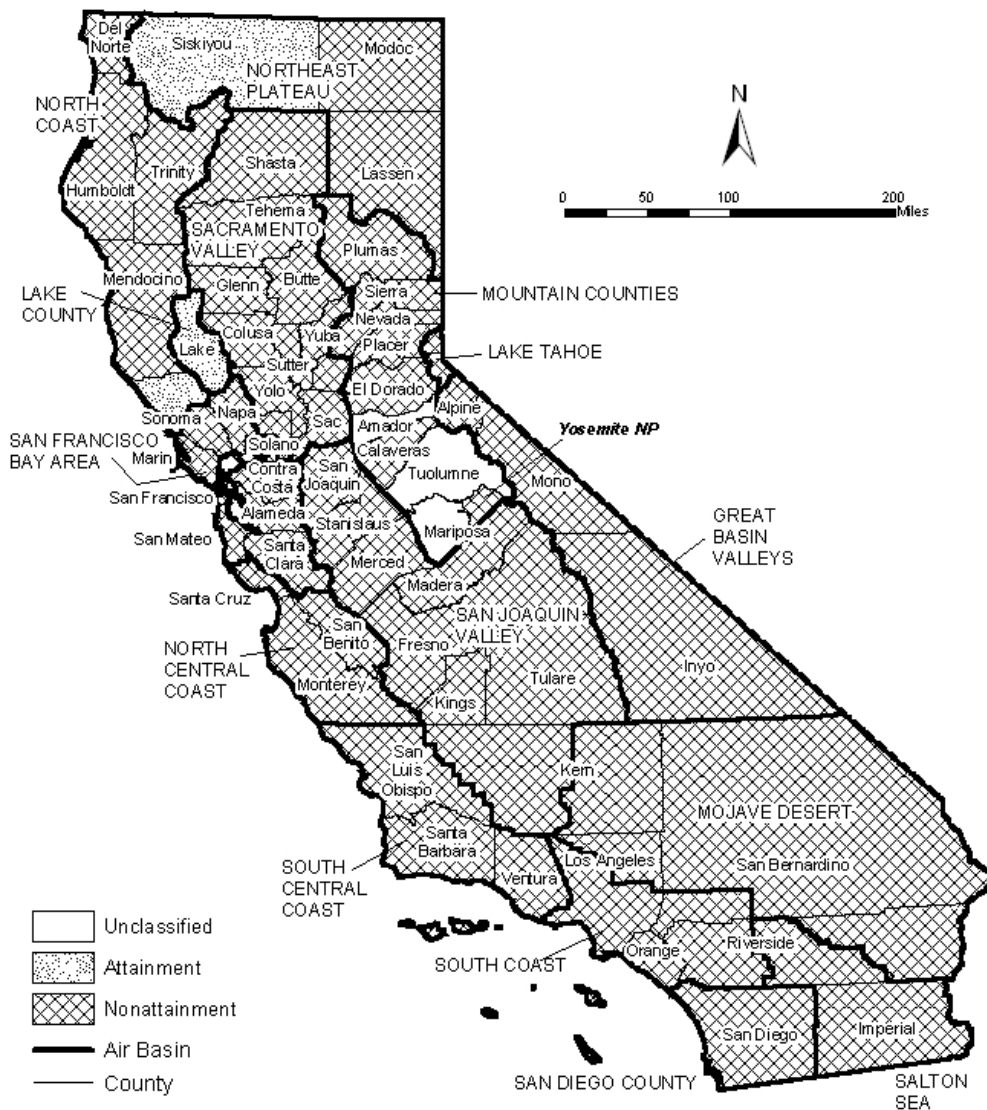 Del
Norte
Siskiyou
Modoc
NORTHEAST
PLATEAU
NORTH
COAST
N
Trinity
Shasta
Lassen
Humboldt
0 50 100 200
Miles
Tehema
SACRAMENTO
VALLEY
Plumas
Mendocino
Glenn
Butte
Sierra
MOUNTAIN COUNTIES
LAKE
COUNTY
Nevada
Colusa
Yuba
Placer
Lake
LAKE TAHOE
Sutter
Yolo
El Dorado
Napa
Alpine
Sonoma
Sac
Amador
Yosemite NP
SAN FRANCISCO
BAY AREA
Solano
Calaveras
Marin
Contra
Costa
San
Joaquin
Tuolumne
Mono
San Francisco
Alameda
Stanislaus
GREAT
BASIN
VALLEYS
Mariposa
San Mateo
Santa
Clara
Merced
Madera
Santa Cruz
SAN JOAQUIN
VALLEY
San
Benito
Fresno
NORTH
CENTRAL
COAST
Inyo
Tulare
Monterey
Kings
San
Luis
Obispo
Kern
MOJAVE DESERT
Santa
Barbara
Los Angeles
San Bernardino
SOUTH
CENTRAL
COAST
Ventura
Unclassified
Orange
Riverside
SOUTH COAST
Attainment
Nonattainment
San Diego
Imperial
Air Basin
County
SAN DIEGO COUNTY
SALTON
SEA